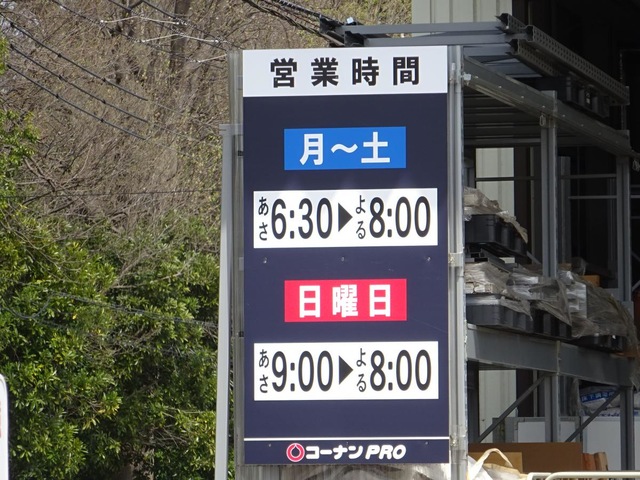 営業時間
月〜土
あさ6:30▶よる8:00
日曜日
あさ9:00▶よる8:00
コーナンPRO